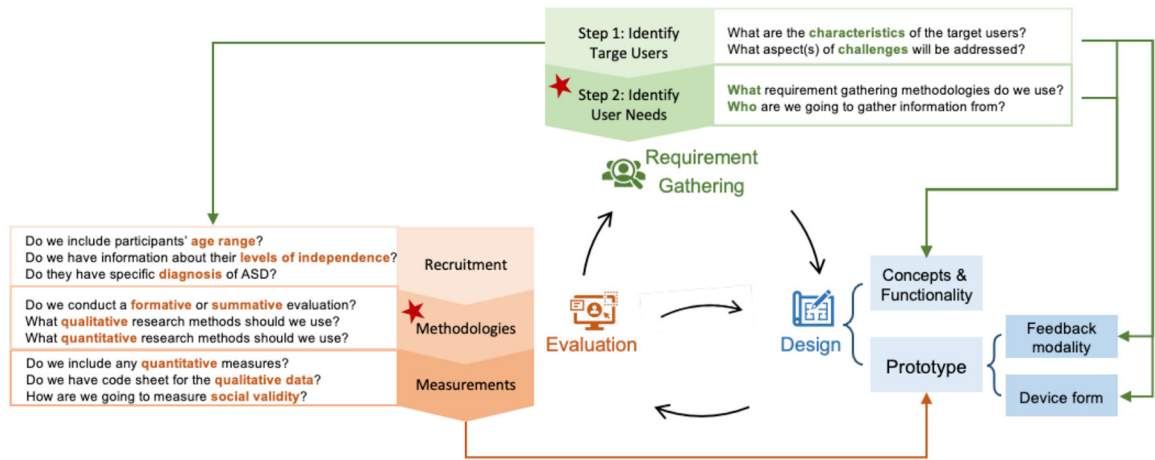 Step 1: Identify
Targe Users
What are the characteristics of the target users?
What aspect(s) of challenges will be addressed?
Step 2: Identify
User Needs
What requirement gathering methodologies do we use?
Who are we going to gather information from?
Requirement
Gathering
Do we include participants' age range?
Do we have information about their levels of independence?
Do they have specific diagnosis of ASD?
Recruitment
Do we conduct a formative or summative evaluation?
What qualitative research methods should we use?
What quantitative research methods should we use?
Methodologies
Do we include any quantitative measures?
Do we have code sheet for the qualitative data?
How are we going to measure social validity?
Measurements
Evaluation
Design
Concepts &
Functionality
Prototype
Feedback
modality
Device form